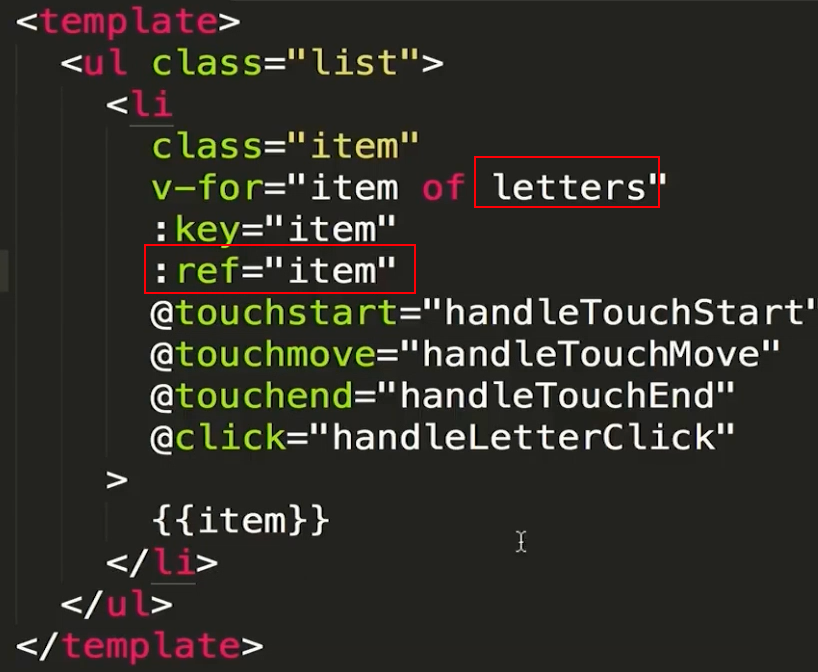 <template>
<ul class="list">
<li
class="item"
v-for="item of letters"
:key="item"
:ref="item"
@touchstart="handleTouchStart"
@touchmove="handleTouchMove"
@touchend="handleTouchEnd"
@click="handleLetterClick"
>
{{item}}
</li>
</ul>
</template>